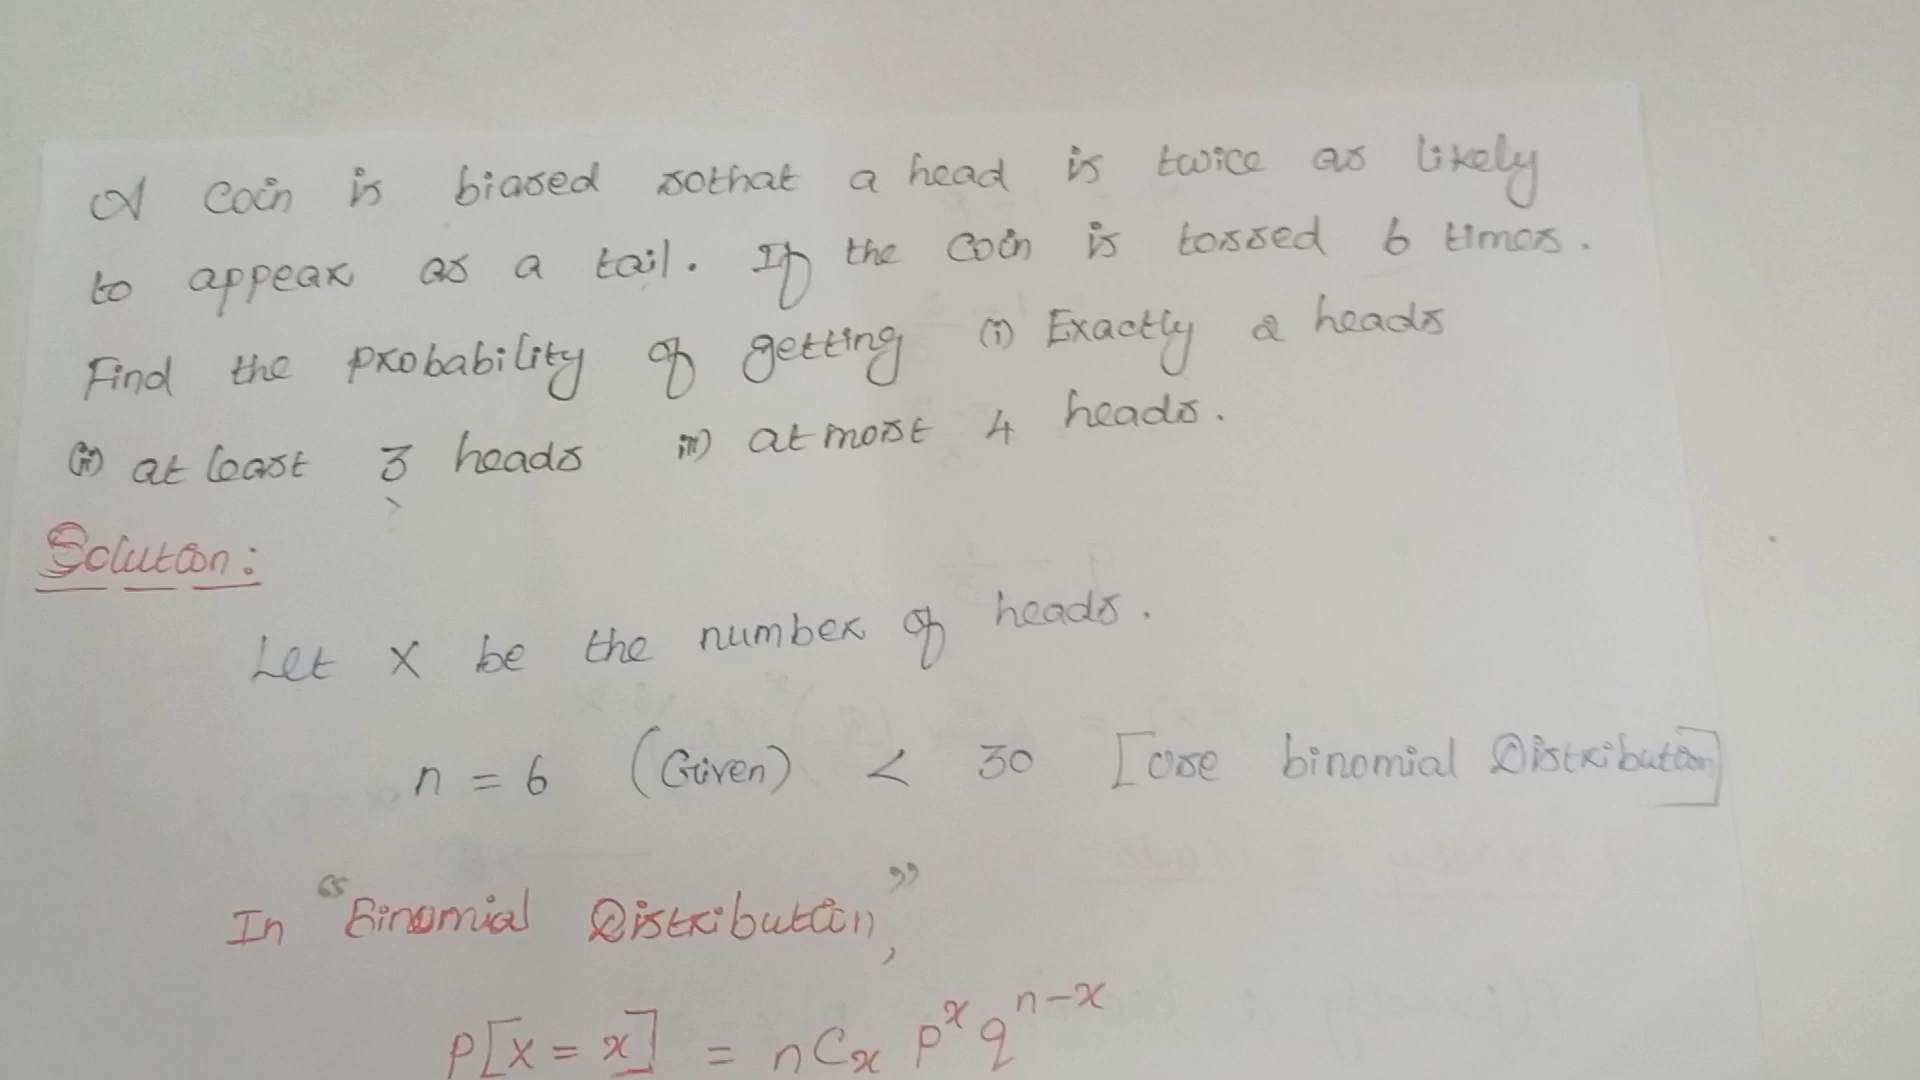 A coin is biased sothat a head is twice as likely
to appear as a tail. If the coin is tossed 6 times.
Find the probability of getting (i) Exactly 2 heads
(ii) at least 3 heads iii) at most 4 heads.
Solution:
Let X be the number of heads.
n = 6 (Given) < 30 [use binomial Distribution]
In "Binomial Distribution",
P[X = x] = nCx p^x q^n-x